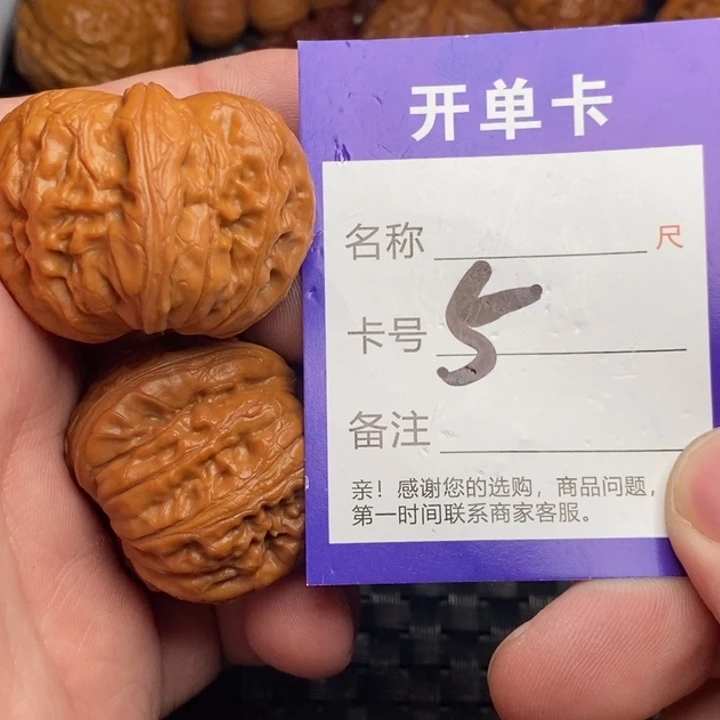 开单卡
名称 尺
卡号 5
备注
亲！感谢您的选购，商品问题，
第一时间联系商家客服。